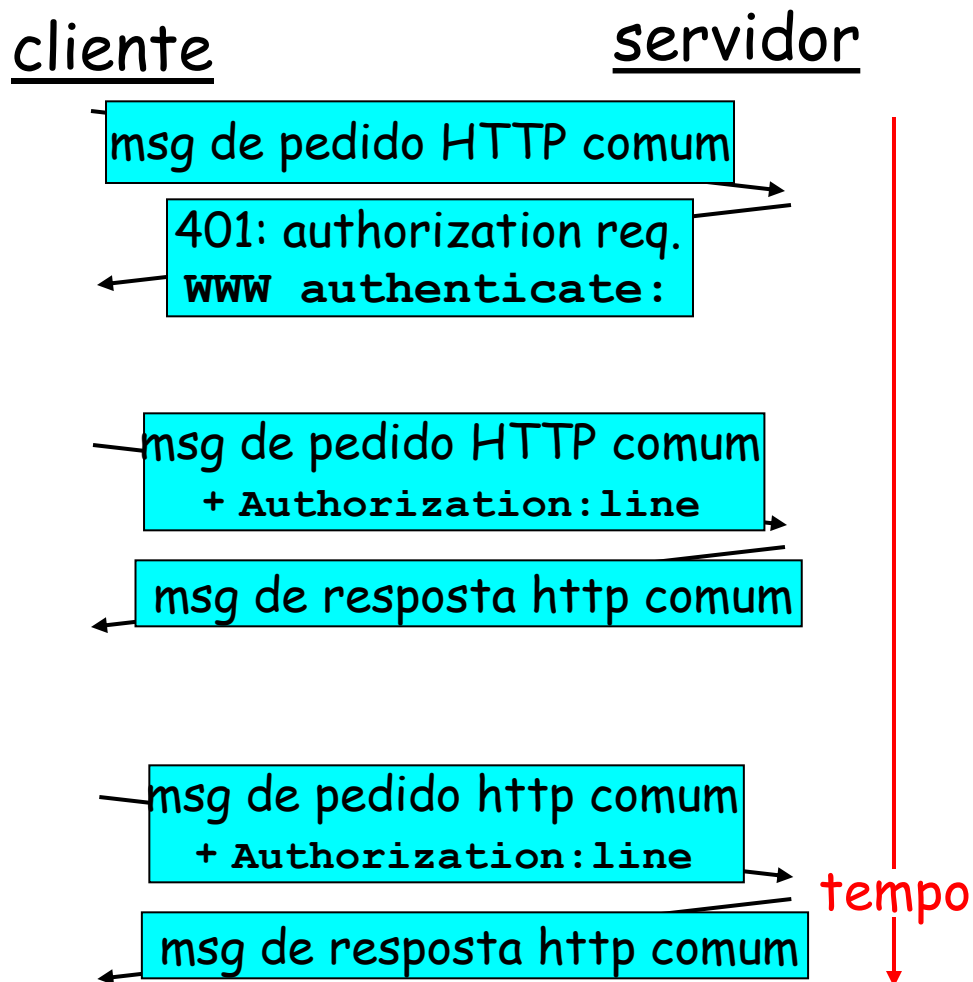 cliente
servidor
msg de pedido HTTP comum
401: authorization req.
WWW authenticate:
msg de pedido HTTP comum
+ Authorization:line
msg de resposta http comum
msg de pedido http comum
+ Authorization:line
tempo
msg de resposta http comum